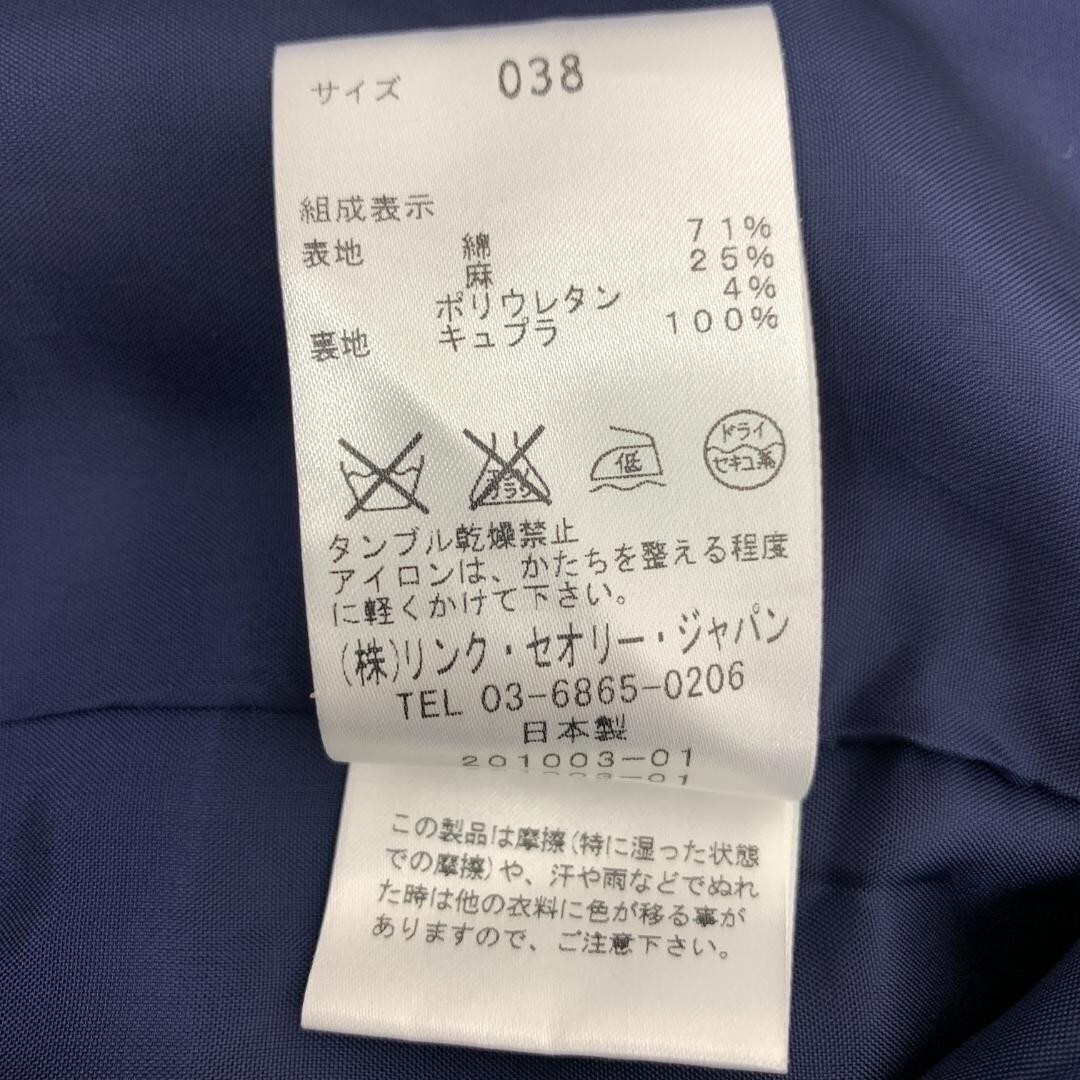 サイズ 038
組成表示
表地 綿 71%
麻 25%
ポリウレタン 4%
裏地 キュプラ 100%
低
ドライ
セキユ系
タンブル乾燥禁止
アイロンは、かたちを整える程度
に軽くかけて下さい。
(株)リンク・セオリー・ジャパン
TEL 03-6865-0206
日本製
201003-01
この製品は摩擦(特に湿った状態
での摩擦)や、汗や雨などでぬれ
た時は他の衣料に色が移る事が
ありますので、ご注意下さい。